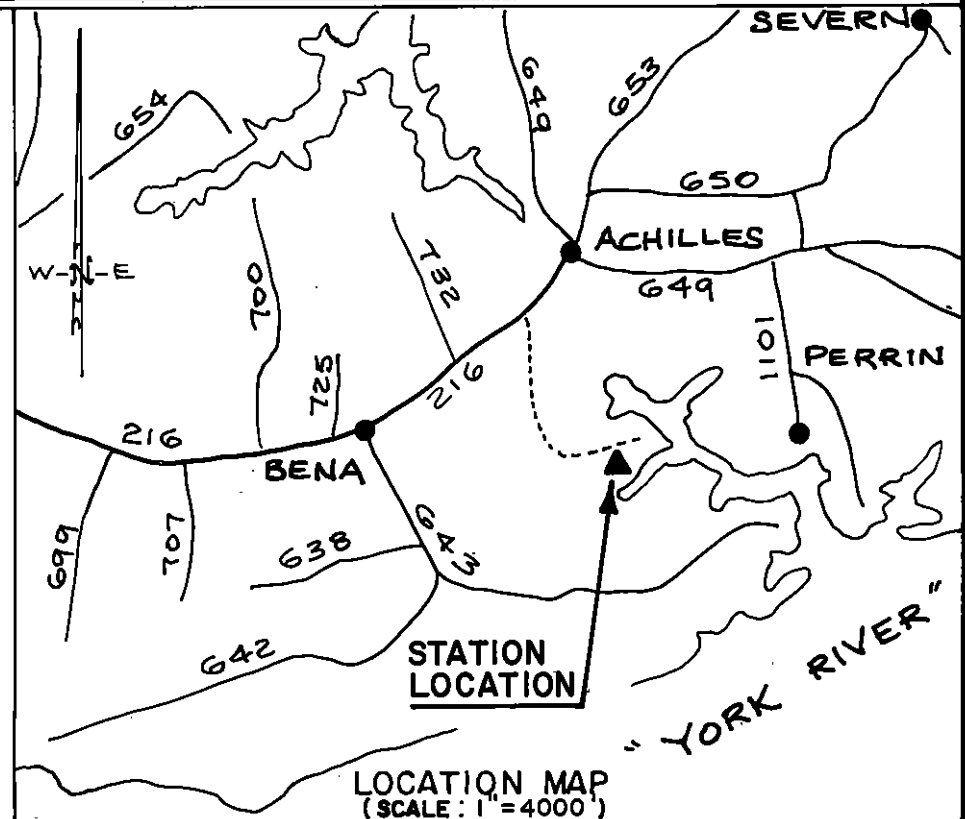 SEVERN
649
653
654
650
ACHILLES
W-N-E
732
700
649
1101
PERRIN
725
216
216
BENA
699
707
638
643
642
STATION
LOCATION
"YORK RIVER"
LOCATION MAP
(SCALE: 1"=4000')